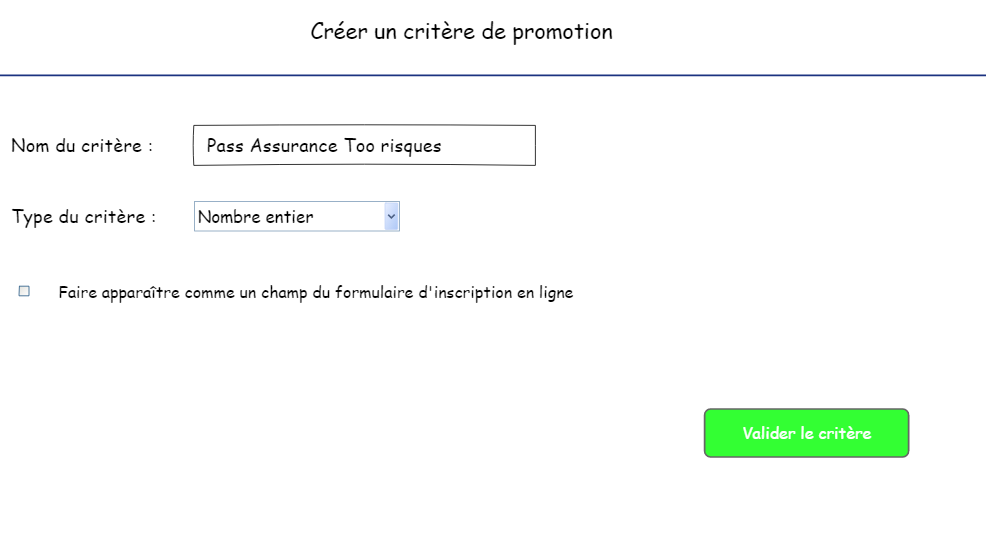 Créer un critère de promotion
Nom du critère : Pass Assurance Too risques
Type du critère : Nombre entier
Faire apparaître comme un champ du formulaire d'inscription en ligne
Valider le critère